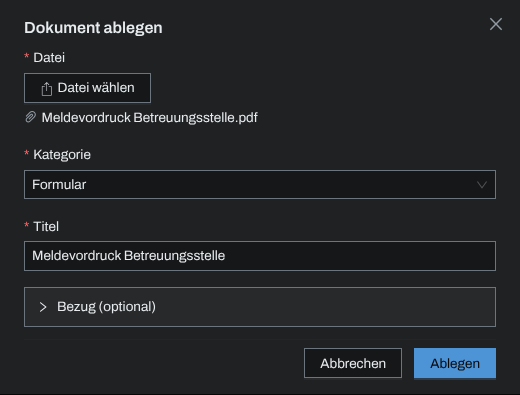 Dokument ablegen
* Datei
Datei wählen
Meldevordruck Betreuungsstelle.pdf
* Kategorie
Formular
* Titel
Meldevordruck Betreuungsstelle
Bezug (optional)
Abbrechen Ablegen